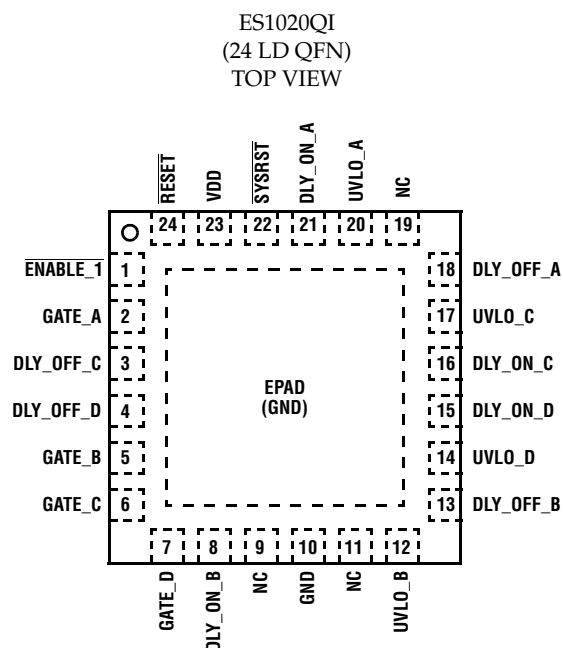 ES1020QI
(24 LD QFN)
TOP VIEW
RESET
VDD
SYSRST
DLY_ON_A
UVLO_A
NC
24 23 22 21 20 19
ENABLE_1 1
GATE_A 2
DLY_OFF_C 3
DLY_OFF_D 4
GATE_B 5
GATE_C 6
EPAD
(GND)
18 DLY_OFF_A
17 UVLO_C
16 DLY_ON_C
15 DLY_ON_D
14 UVLO_D
13 DLY_OFF_B
7 8 9 10 11 12
GATE_D
DLY_ON_B
NC
GND
NC
UVLO_B